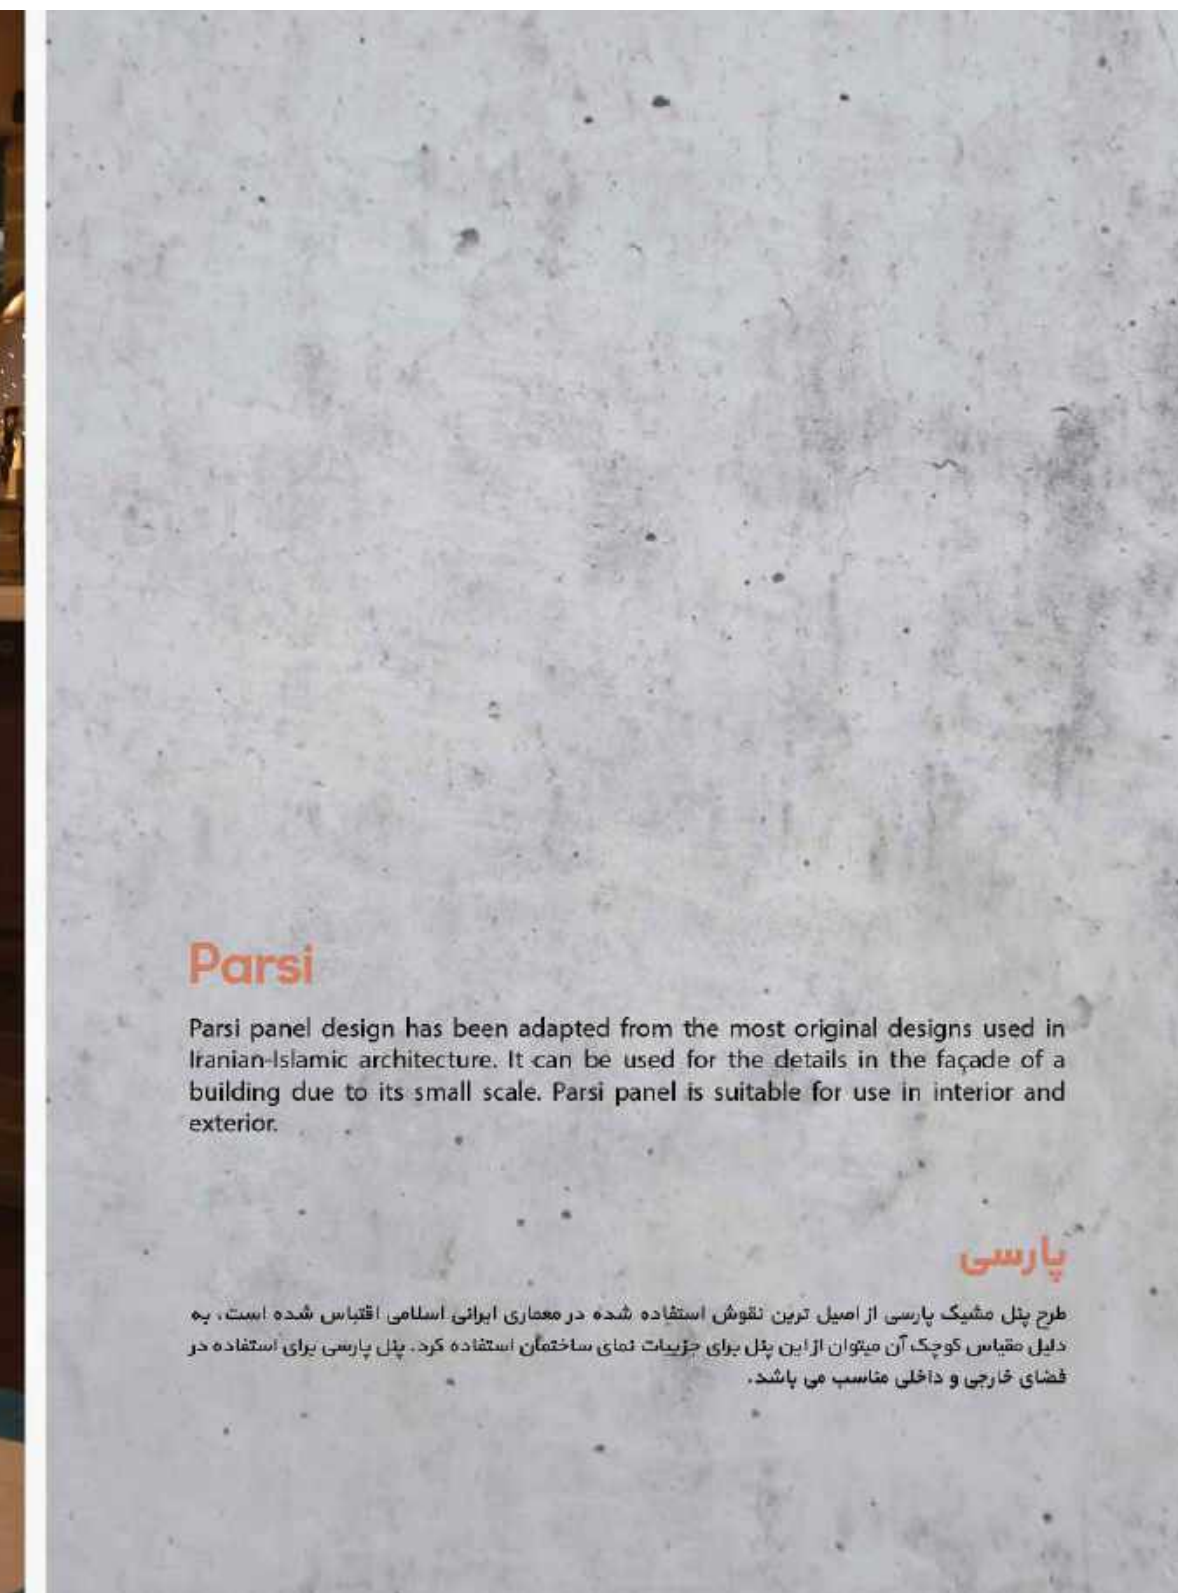 Parsi
Parsi panel design has been adapted from the most original designs used in
Iranian-Islamic architecture. It can be used for the details in the façade of a
building due to its small scale. Parsi panel is suitable for use in interior and
exterior.
پارسی
طرح پنل مشبک پارسی از اصیل ترین نقوش استفاده شده در معماری ایرانی اسلامی اقتباس شده است، به
دلیل مقیاس کوچک آن میتوان از این پنل برای جزییات نمای ساختمان استفاده کرد. پنل پارسی برای استفاده در
فضای خارجی و داخلی مناسب می باشد.